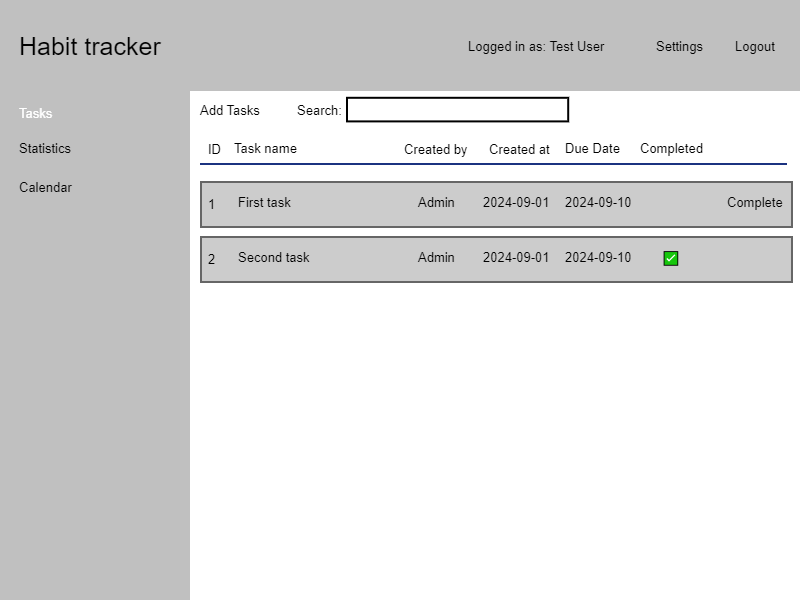 Habit tracker
Logged in as: Test User Settings Logout
Tasks
Statistics
Calendar
Add Tasks Search:
ID Task name Created by Created at Due Date Completed
1 First task Admin 2024-09-01 2024-09-10 Complete
2 Second task Admin 2024-09-01 2024-09-10